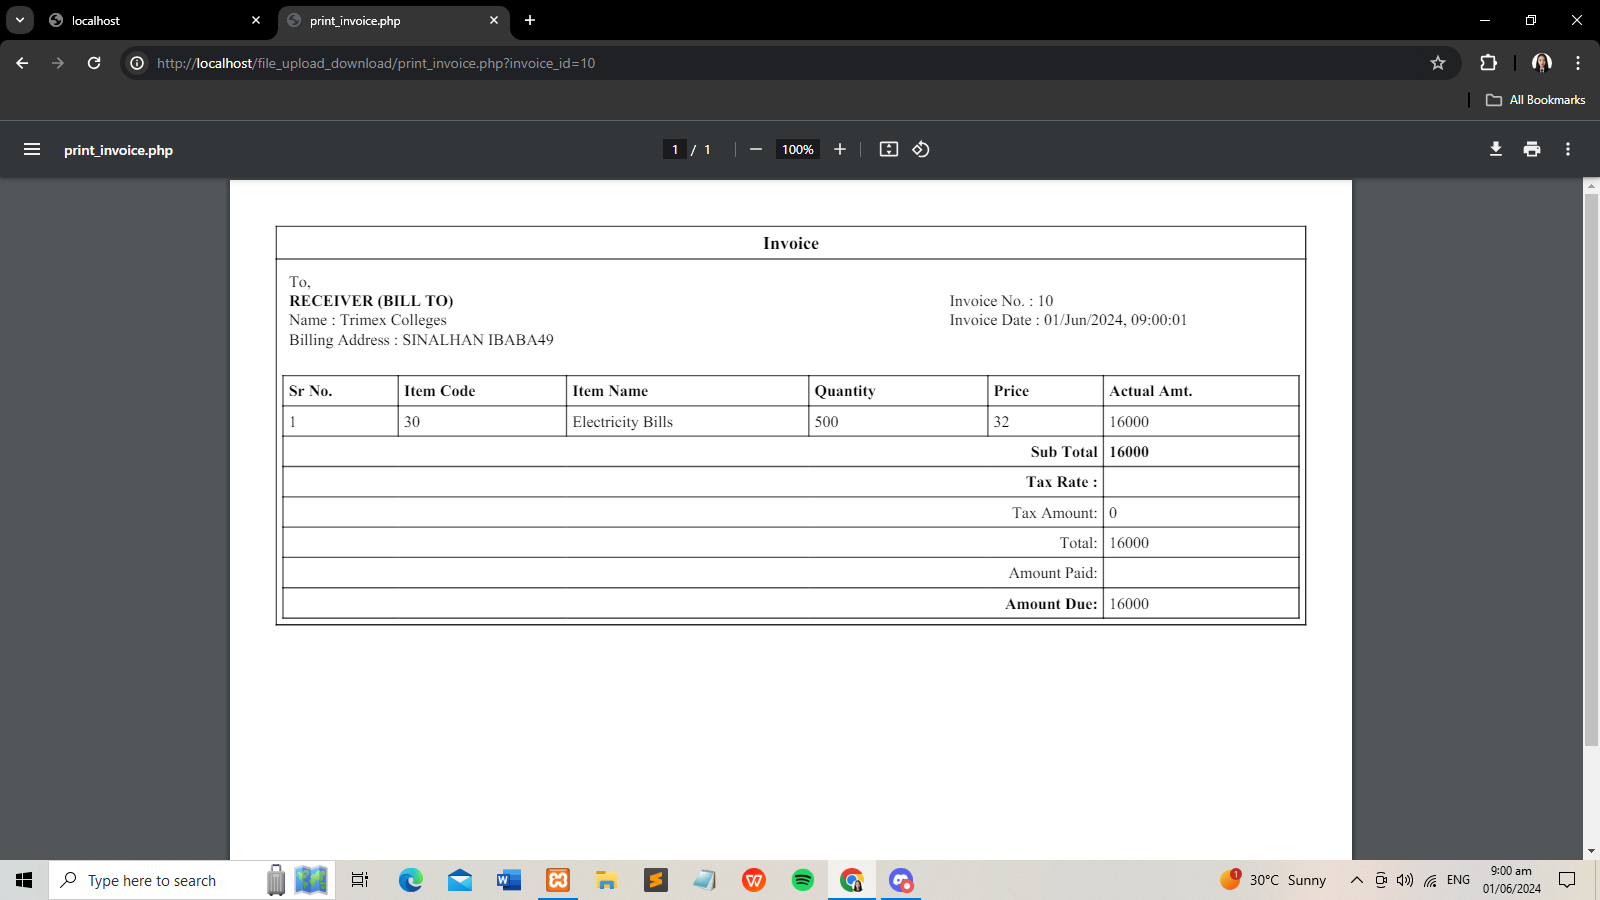 localhost
print_invoice.php
http://localhost/file_upload_download/print_invoice.php?invoice_id=10
All Bookmarks
print_invoice.php
1 / 1
100%
Invoice
To,
RECEIVER (BILL TO)
Name : Trimex Colleges
Billing Address : SINALHAN IBABA49
Invoice No. : 10
Invoice Date : 01/Jun/2024, 09:00:01
Sr No. Item Code Item Name Quantity Price Actual Amt.
1 30 Electricity Bills 500 32 16000
Sub Total 16000
Tax Rate :
Tax Amount: 0
Total: 16000
Amount Paid:
Amount Due: 16000
Type here to search
1
30°C Sunny
ENG
9:00 am
01/06/2024